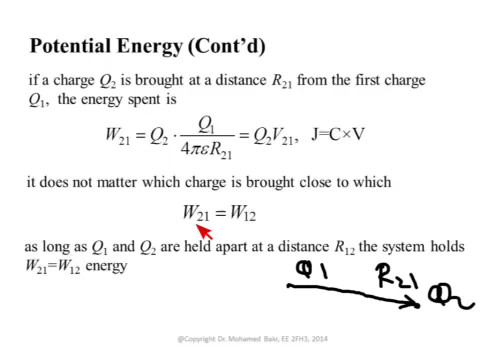 Potential Energy (Cont'd)
if a charge Q₂ is brought at a distance R₂₁ from the first charge
Q₁, the energy spent is
W₂₁ = Q₂ · Q₁ / 4πεR₂₁ = Q₂V₂₁, J=C×V
it does not matter which charge is brought close to which
W₂₁ = W₁₂
as long as Q₁ and Q₂ are held apart at a distance R₁₂ the system holds
W₂₁=W₁₂ energy
Q1 R21 Q2
@Copyright Dr. Mohamed Bakr, EE 2FH3, 2014